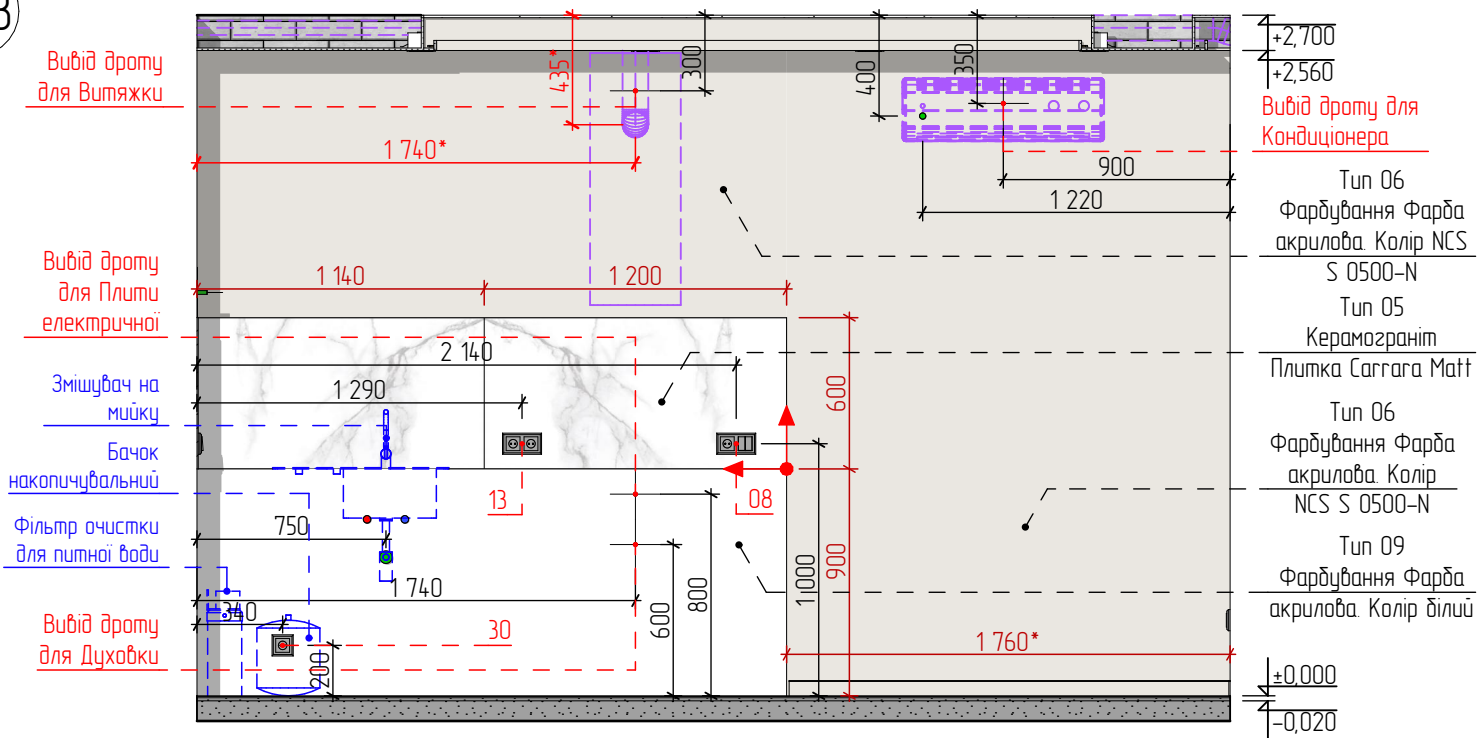 3
Вивід дроту
для Витяжки
435*
300
400
350
+2,700
+2,560
Вивід дроту для
Кондиціонера
1 740*
900
1 220
Тип 06
Фарбування Фарба
акрилова. Колір NCS
S 0500-N
Вивід дроту
для Плити
електричної
1 140
1 200
Тип 05
Керамограніт
Плитка Carrara Matt
2 140
1 290
600
Змішувач на
мийку
Бачок
накопичувальний
Тип 06
Фарбування Фарба
акрилова. Колір
NCS S 0500-N
13
08
Фільтр очистки
для питної води
750
1 740
340
600
800
1 000
900
Тип 09
Фарбування Фарба
акрилова. Колір білий
Вивід дроту
для Духовки
30
200
1 760*
±0,000
-0,020